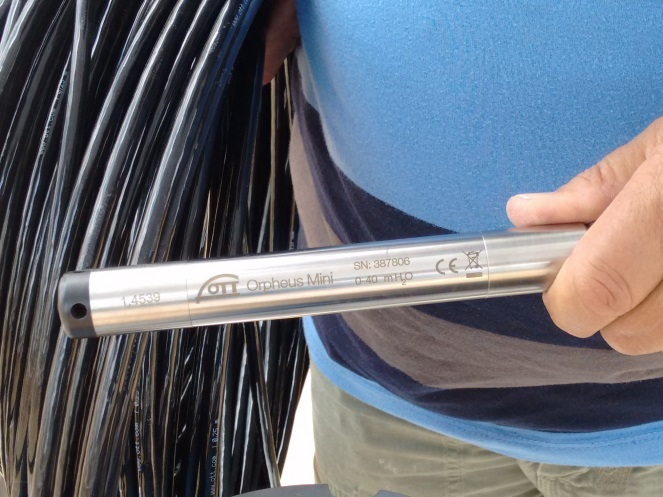 1.4539
OTT Orpheus Mini
SN: 387806
0-40 mH₂O
CE